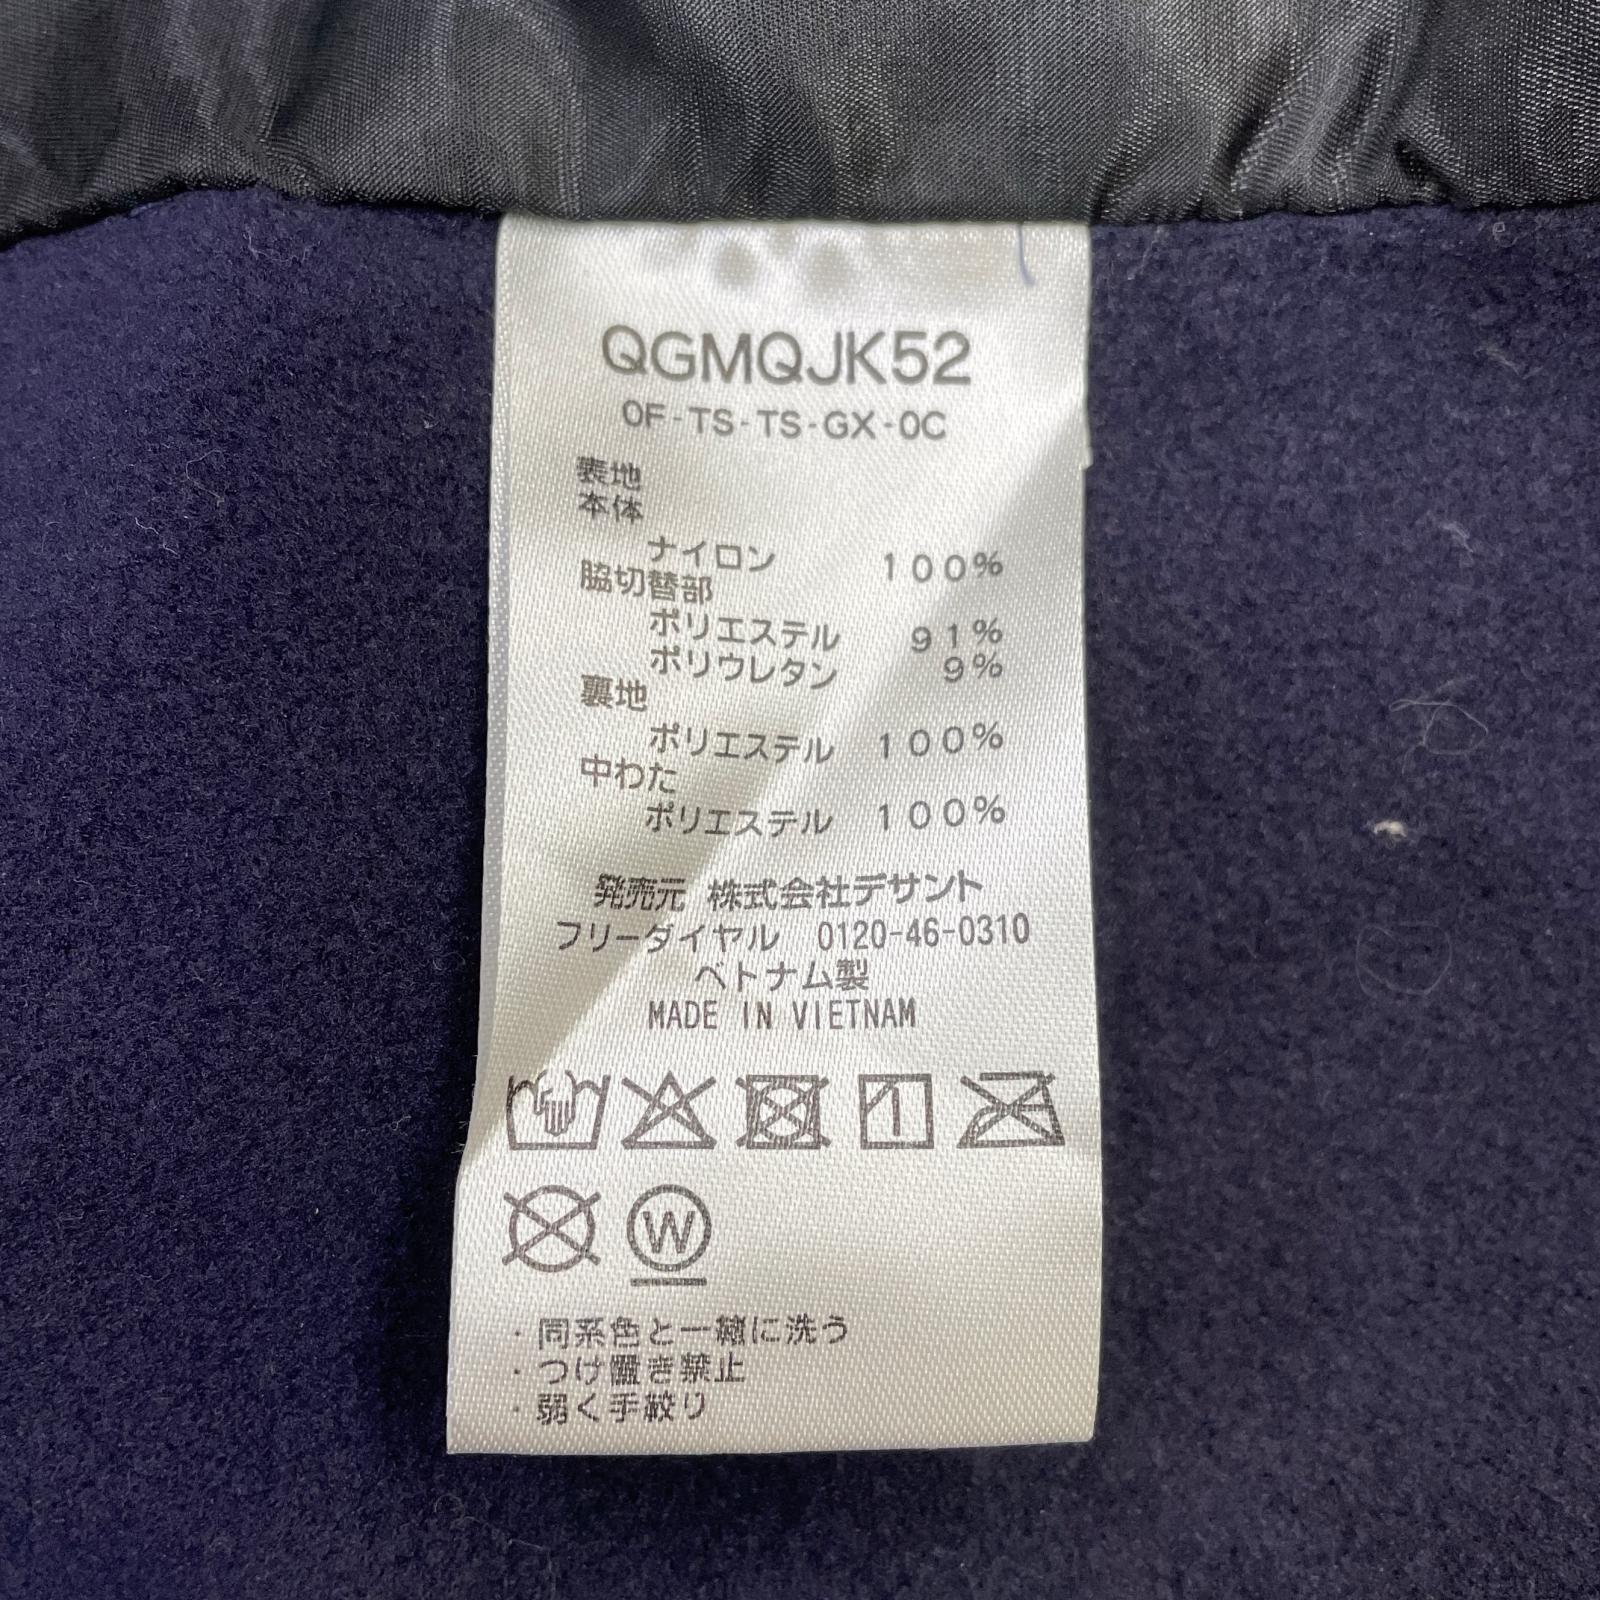 QGMQJK52
OF-TS-TS-GX-OC
表地
本体
ナイロン 100%
脇切替部
ポリエステル 91%
ポリウレタン 9%
裏地
ポリエステル 100%
中わた
ポリエステル 100%
発売元 株式会社デサント
フリーダイヤル 0120-46-0310
ベトナム製
MADE IN VIETNAM
1
W
・同系色と一緒に洗う
・つけ置き禁止
・弱く手絞り